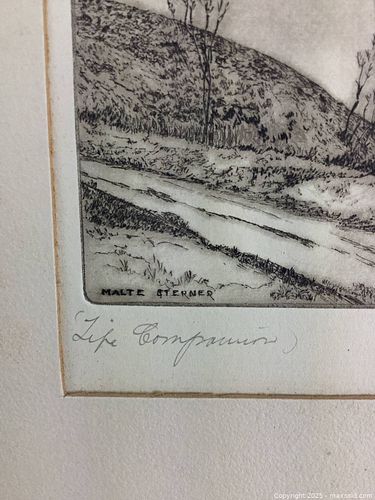 MALTE STERNER
(Life Companion)
Copyright 2025 - maxsold.com